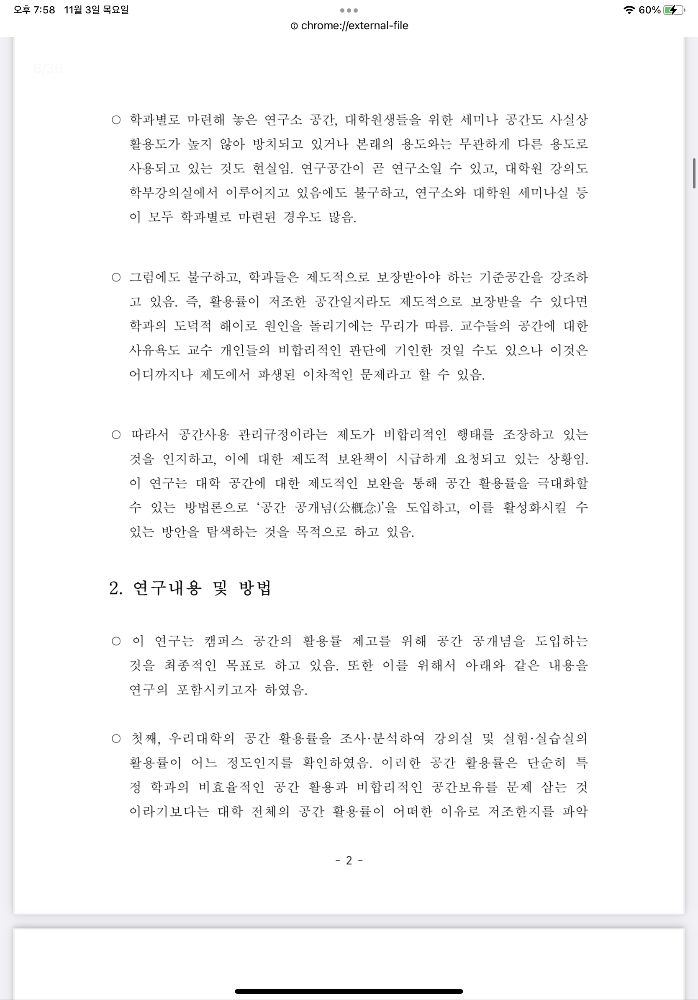 오후 7:58 11월 3일 목요일
60%
chrome://external-file
6/36
○ 학과별로 마련해 놓은 연구소 공간, 대학원생들을 위한 세미나 공간도 사실상
활용도가 높지 않아 방치되고 있거나 본래의 용도와는 무관하게 다른 용도로
사용되고 있는 것도 현실임. 연구공간이 곧 연구소일 수 있고, 대학원 강의도
학부강의실에서 이루어지고 있음에도 불구하고, 연구소와 대학원 세미나실 등
이 모두 학과별로 마련된 경우도 많음.
○ 그럼에도 불구하고, 학과들은 제도적으로 보장받아야 하는 기준공간을 강조하
고 있음. 즉, 활용률이 저조한 공간일지라도 제도적으로 보장받을 수 있다면
학과의 도덕적 해이로 원인을 돌리기에는 무리가 따름. 교수들의 공간에 대한
사유욕도 교수 개인들의 비합리적인 판단에 기인한 것일 수도 있으나 이것은
어디까지나 제도에서 파생된 이차적인 문제라고 할 수 있음.
○ 따라서 공간사용 관리규정이라는 제도가 비합리적인 행태를 조장하고 있는
것을 인지하고, 이에 대한 제도적 보완책이 시급하게 요청되고 있는 상황임.
이 연구는 대학 공간에 대한 제도적인 보완을 통해 공간 활용률을 극대화할
수 있는 방법론으로 ‘공간 공개념(公概念)’을 도입하고, 이를 활성화시킬 수
있는 방안을 탐색하는 것을 목적으로 하고 있음.
2. 연구내용 및 방법
○ 이 연구는 캠퍼스 공간의 활용률 제고를 위해 공간 공개념을 도입하는
것을 최종적인 목표로 하고 있음. 또한 이를 위해서 아래와 같은 내용을
연구의 포함시키고자 하였음.
○ 첫째, 우리대학의 공간 활용률을 조사·분석하여 강의실 및 실험·실습실의
활용률이 어느 정도인지를 확인하였음. 이러한 공간 활용률은 단순히 특
정 학과의 비효율적인 공간 활용과 비합리적인 공간보유를 문제 삼는 것
이라기보다는 대학 전체의 공간 활용률이 어떠한 이유로 저조한지를 파악
- 2 -